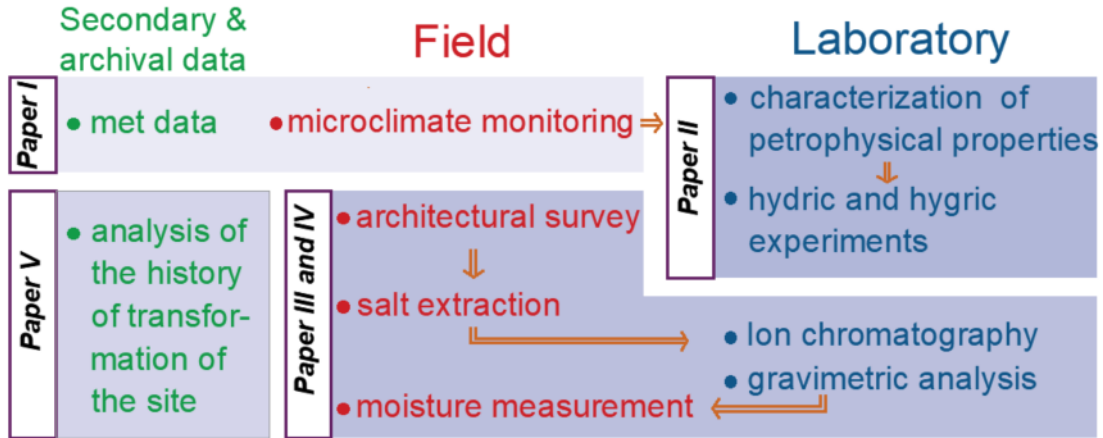 Secondary &
archival data
Field
Laboratory
Paper I
• met data
• microclimate monitoring
Paper II
• characterization of
petrophysical properties
• hydric and hygric
experiments
Paper V
• analysis of
the history
of transfor-
mation of
the site
Paper III and IV
• architectural survey
• salt extraction
• Ion chromatography
• gravimetric analysis
• moisture measurement